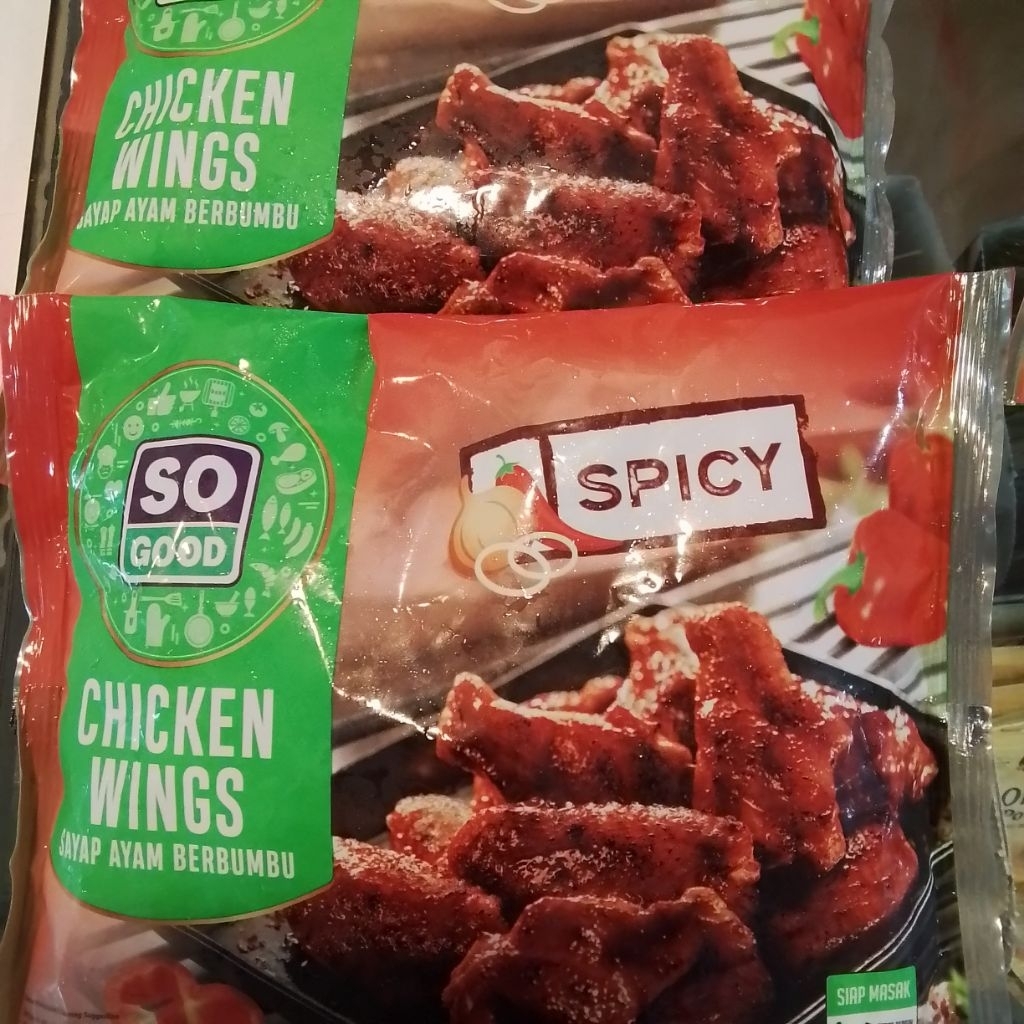 CHICKEN
WINGS
SAYAP AYAM BERBUMBU
SO
GOOD
SPICY
CHICKEN
WINGS
SAYAP AYAM BERBUMBU
SIAP MASAK